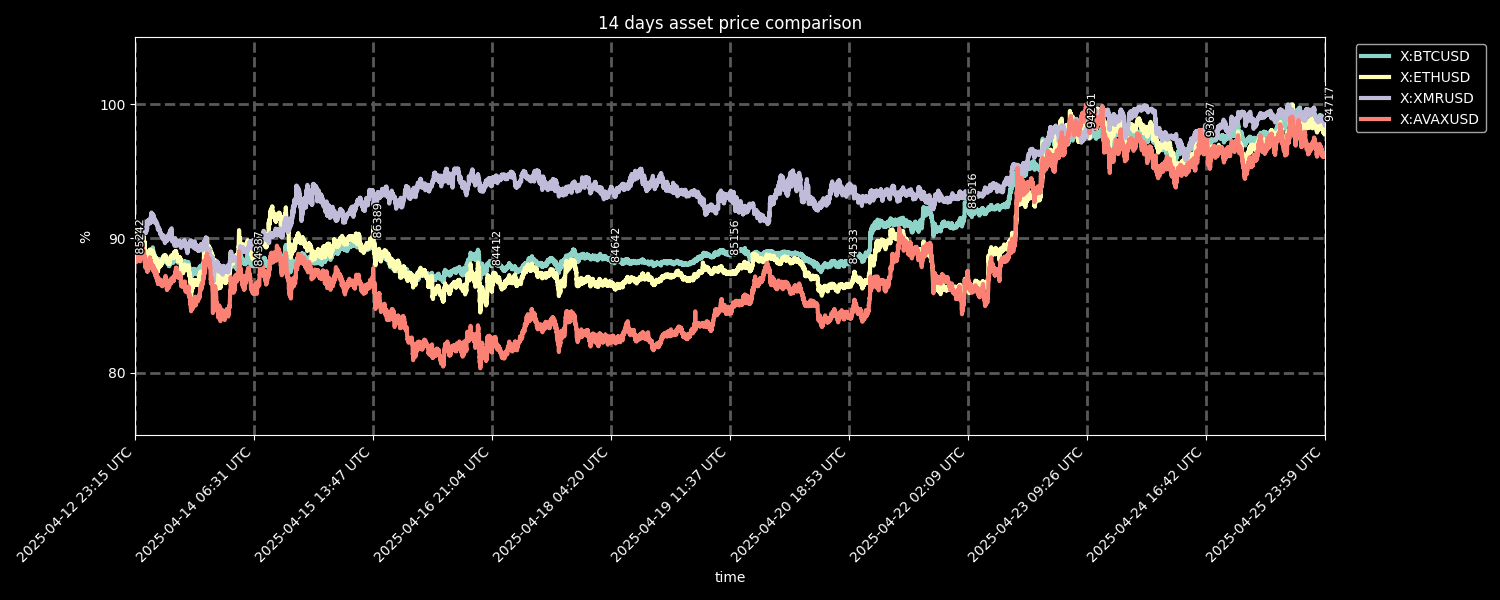 14 days asset price comparison
X:BTCUSD
X:ETHUSD
X:XMRUSD
X:AVAXUSD
100
90
80
%
84387
86389
84412
84642
85156
84533
88516
94261
93627
94717
2025-04-12 23:15 UTC
2025-04-14 06:31 UTC
2025-04-15 13:47 UTC
2025-04-16 21:04 UTC
2025-04-18 04:20 UTC
2025-04-19 11:37 UTC
2025-04-20 18:53 UTC
2025-04-22 02:09 UTC
2025-04-23 09:26 UTC
2025-04-24 16:42 UTC
2025-04-25 23:59 UTC
time